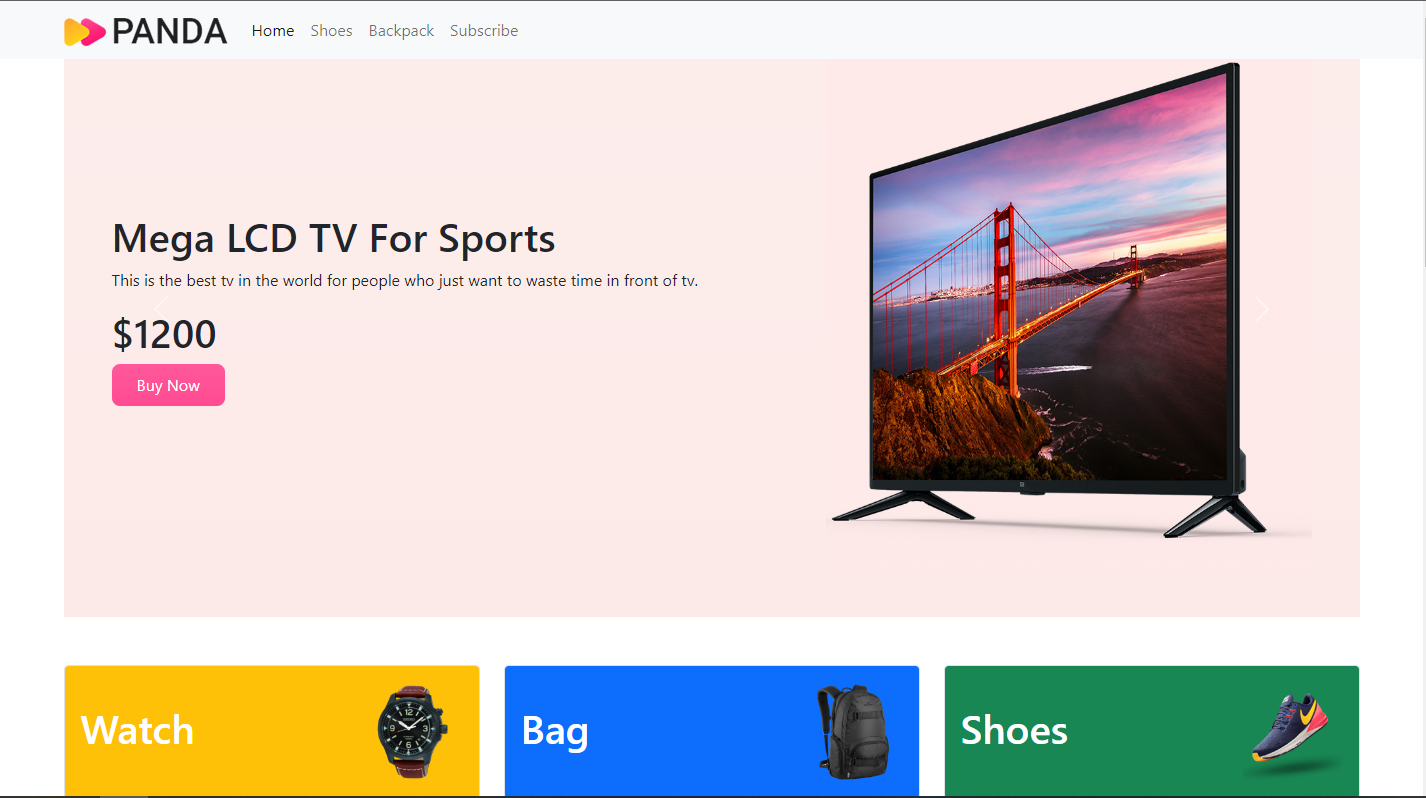 PANDA Home Shoes Backpack Subscribe
Mega LCD TV For Sports
This is the best tv in the world for people who just want to waste time in front of tv.
$1200
Buy Now
Watch
Bag
Shoes